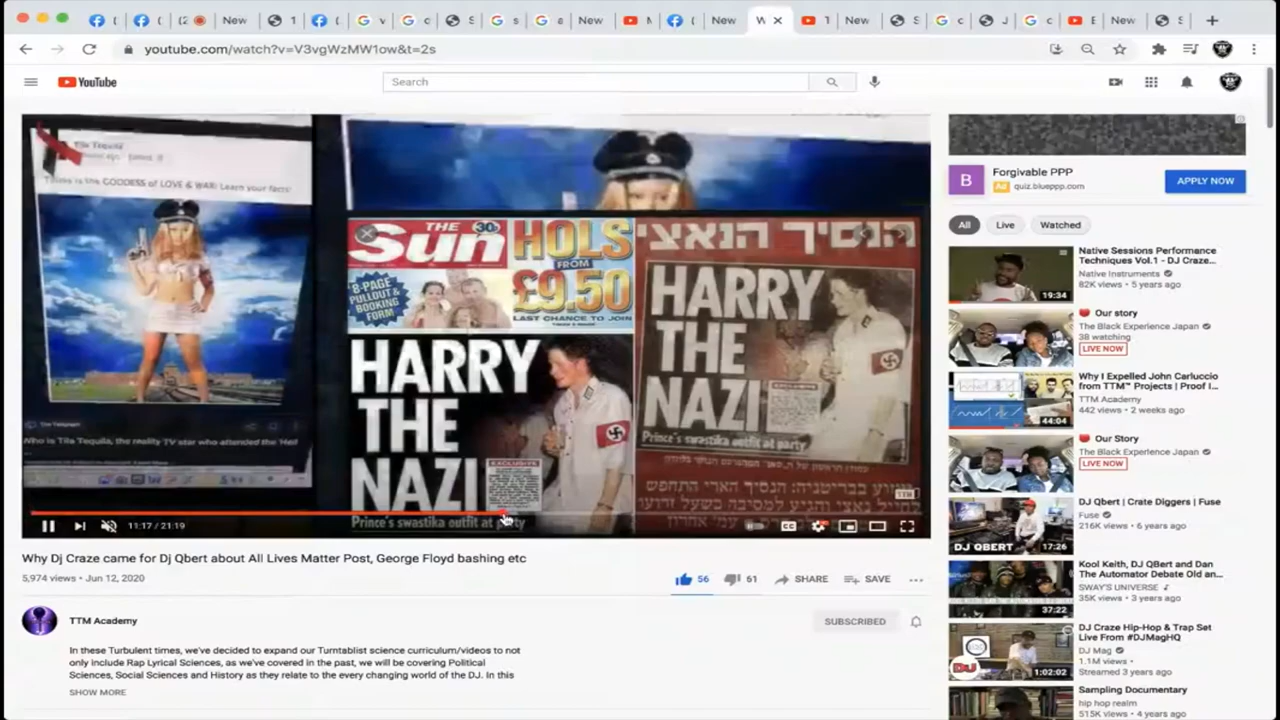 youtube.com/watch?v=V3vgWzMW1ow&t=2s
YouTube
Search
Tila Tequila
is the GODDESS of LOVE & WAR! Learn your facts!
Who is Tila Tequila, the reality TV star who attended the
THE Sun
30p
HOLS
FROM
£9.50
8-PAGE
PULLOUT &
BOOKING
FORM
LAST CHANCE TO JOIN
HARRY
THE
NAZI
EXCLUSIVE
Prince's swastika outfit at party
הנסיך הנאצי
HARRY
THE
NAZI
EXCLUSIVE
Prince's swastika outfit at party
11:17 / 21:19
CC
Why Dj Craze came for Dj Qbert about All Lives Matter Post, George Floyd bashing etc
5,974 views • Jun 12, 2020
56
61
SHARE
SAVE
TTM Academy
SUBSCRIBED
In these Turbulent times, we've decided to expand our Turntablist science curriculum/videos to not
only include Rap Lyrical Sciences, as we've covered in the past, we will be covering Political
Sciences, Social Sciences and History as they relate to the every changing world of the DJ. In this
SHOW MORE
B
Forgivable PPP
Ad quiz.blueppp.com
APPLY NOW
All
Live
Watched
Native Sessions Performance
Techniques Vol.1 - DJ Craze...
Native Instruments
82K views • 5 years ago
19:34
Our story
The Black Experience Japan
38 watching
LIVE NOW
Why I Expelled John Carluccio
from TTM™ Projects | Proof I...
TTM Academy
442 views • 2 weeks ago
44:04
Our Story
The Black Experience Japan
LIVE NOW
DJ Qbert | Crate Diggers | Fuse
Fuse
216K views • 6 years ago
DJ QBERT
17:26
Kool Keith, DJ QBert and Dan
The Automator Debate Old an...
SWAY'S UNIVERSE
35K views • 3 years ago
37:22
DJ Craze Hip-Hop & Trap Set
Live From #DJMagHQ
DJ Mag
1.1M views •
Streamed 3 years ago
1:02:02
Sampling Documentary
hip hop realm
515K views • 4 years ago